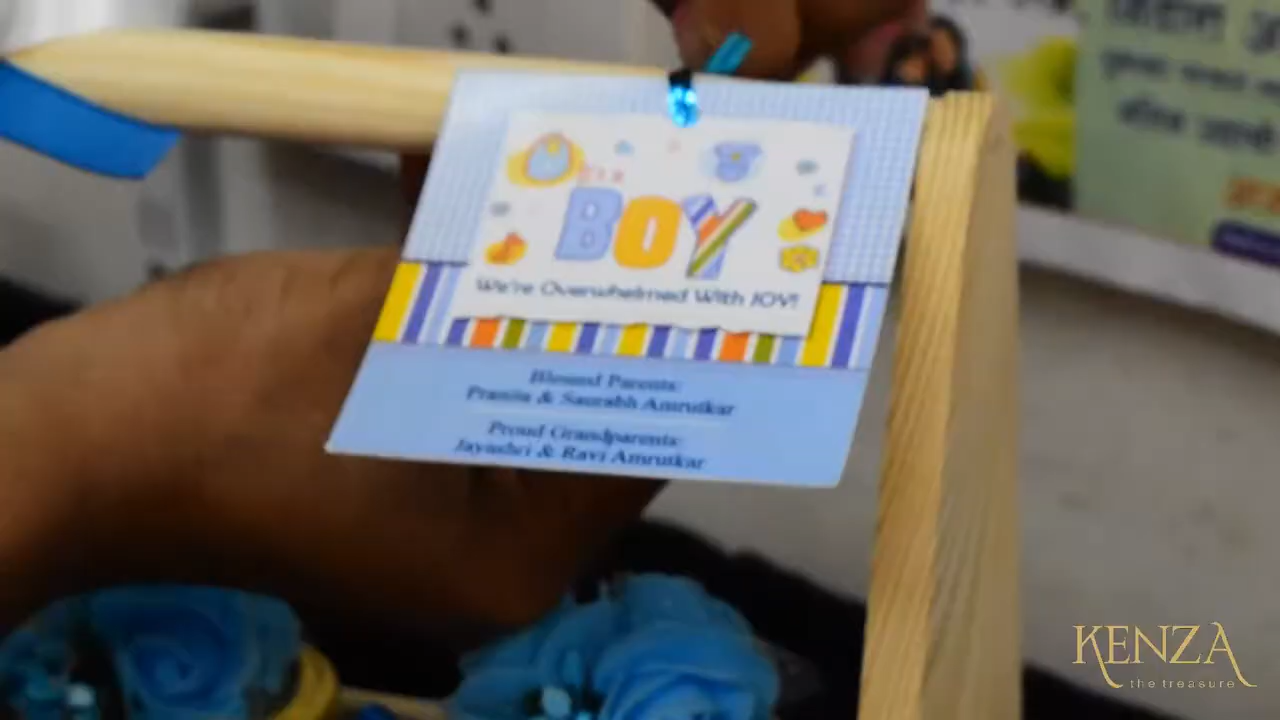 IT'S A
BOY
We're Overwhelmed With JOY!
Blessed Parents:
Pranita & Saurabh Amrutkar
Proud Grandparents:
Jayashri & Ravi Amrutkar
KENZA
the treasure